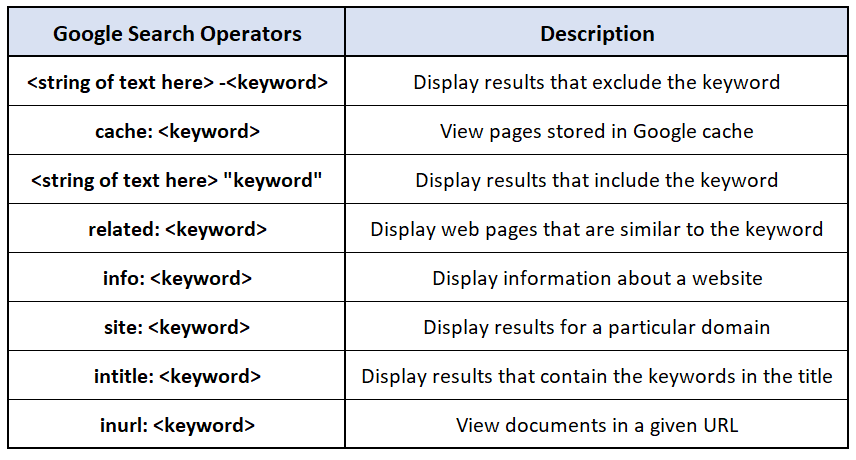 Google Search Operators Description
<string of text here> -<keyword> Display results that exclude the keyword
cache: <keyword> View pages stored in Google cache
<string of text here> "keyword" Display results that include the keyword
related: <keyword> Display web pages that are similar to the keyword
info: <keyword> Display information about a website
site: <keyword> Display results for a particular domain
intitle: <keyword> Display results that contain the keywords in the title
inurl: <keyword> View documents in a given URL